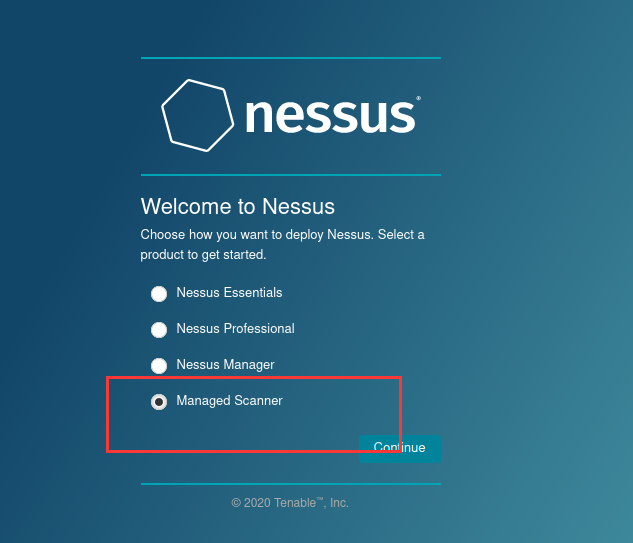 nessus®
Welcome to Nessus
Choose how you want to deploy Nessus. Select a
product to get started.
Nessus Essentials
Nessus Professional
Nessus Manager
Managed Scanner
Continue
© 2020 Tenable™, Inc.